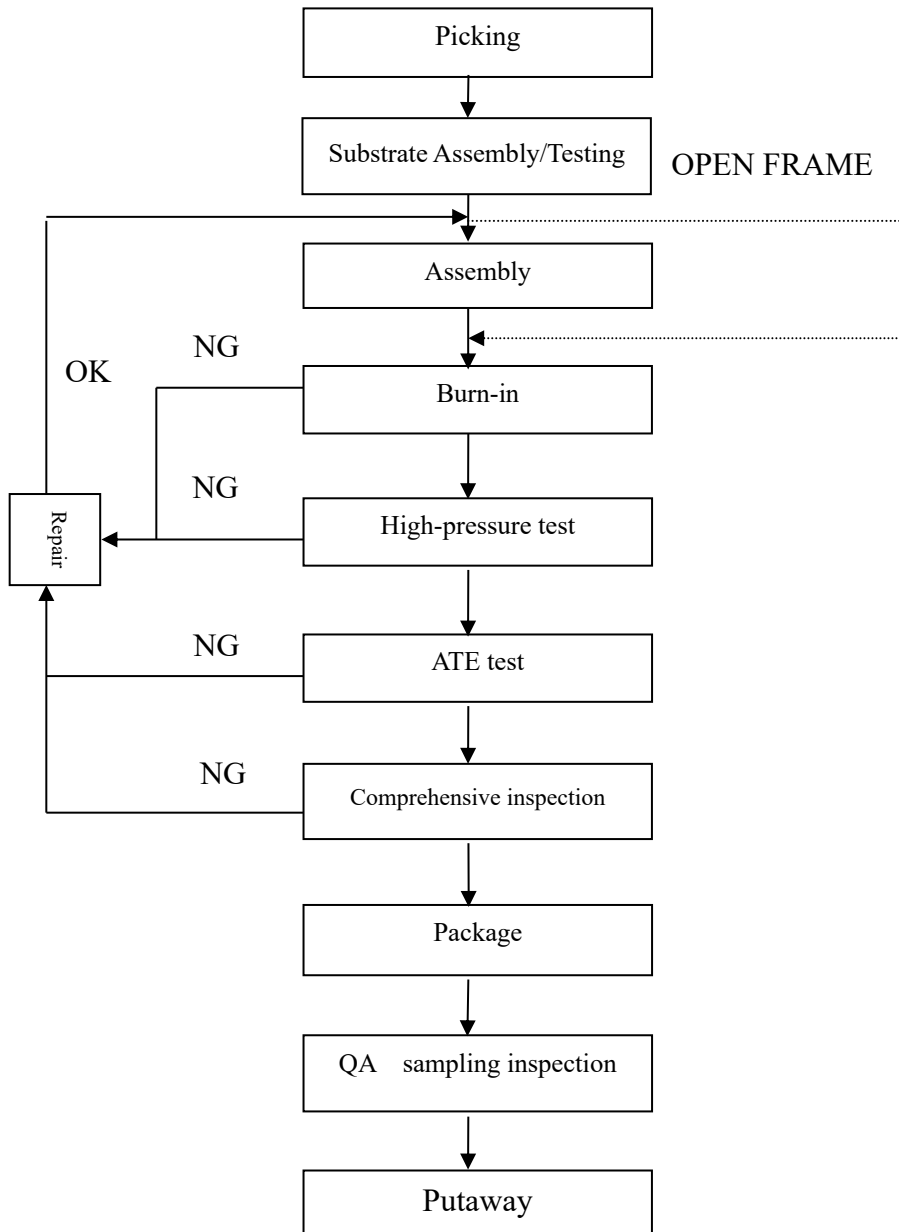 Picking
Substrate Assembly/Testing
OPEN FRAME
Assembly
NG
OK
Burn-in
NG
Repair
High-pressure test
NG
ATE test
NG
Comprehensive inspection
Package
QA sampling inspection
Putaway